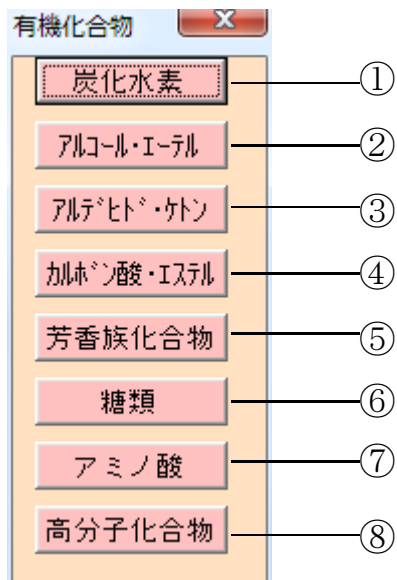 有機化合物
炭化水素 ①
ｱﾙｺｰﾙ・ｴｰﾃﾙ ②
ｱﾙﾃﾞﾋﾄﾞ・ｹﾄﾝ ③
ｶﾙﾎﾞﾝ酸・ｴｽﾃﾙ ④
芳香族化合物 ⑤
糖類 ⑥
アミノ酸 ⑦
高分子化合物 ⑧